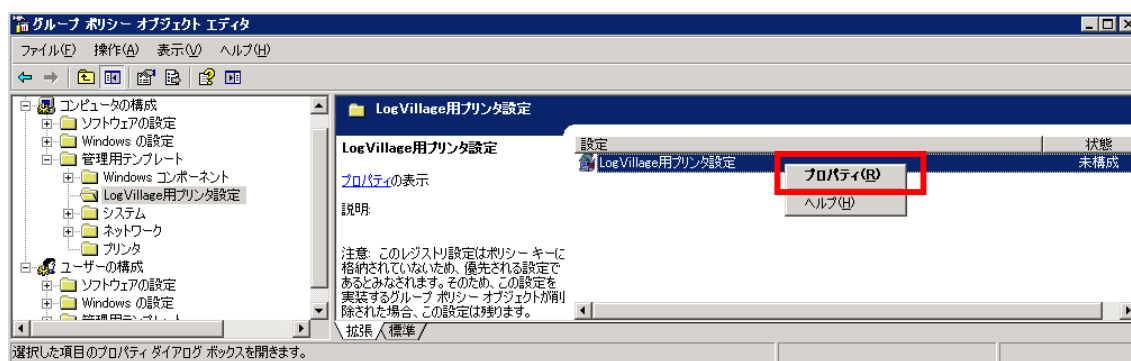 グループ ポリシー オブジェクト エディタ
ファイル(F) 操作(A) 表示(V) ヘルプ(H)
コンピュータの構成
ソフトウェアの設定
Windows の設定
管理用テンプレート
Windows コンポーネント
LogVillage用プリンタ設定
システム
ネットワーク
プリンタ
ユーザーの構成
ソフトウェアの設定
Windows の設定
管理用テンプレート
LogVillage用プリンタ設定
LogVillage用プリンタ設定
プロパティの表示
説明:
注意: このレジストリ設定はポリシー キーに
格納されていないため、優先される設定で
あるとみなされます。そのため、この設定を
実装するグループ ポリシー オブジェクトが削
除された場合、この設定は残ります。
設定 状態
LogVillage用プリンタ設定 未構成
プロパティ(R)
ヘルプ(H)
拡張 標準
選択した項目のプロパティ ダイアログ ボックスを開きます。